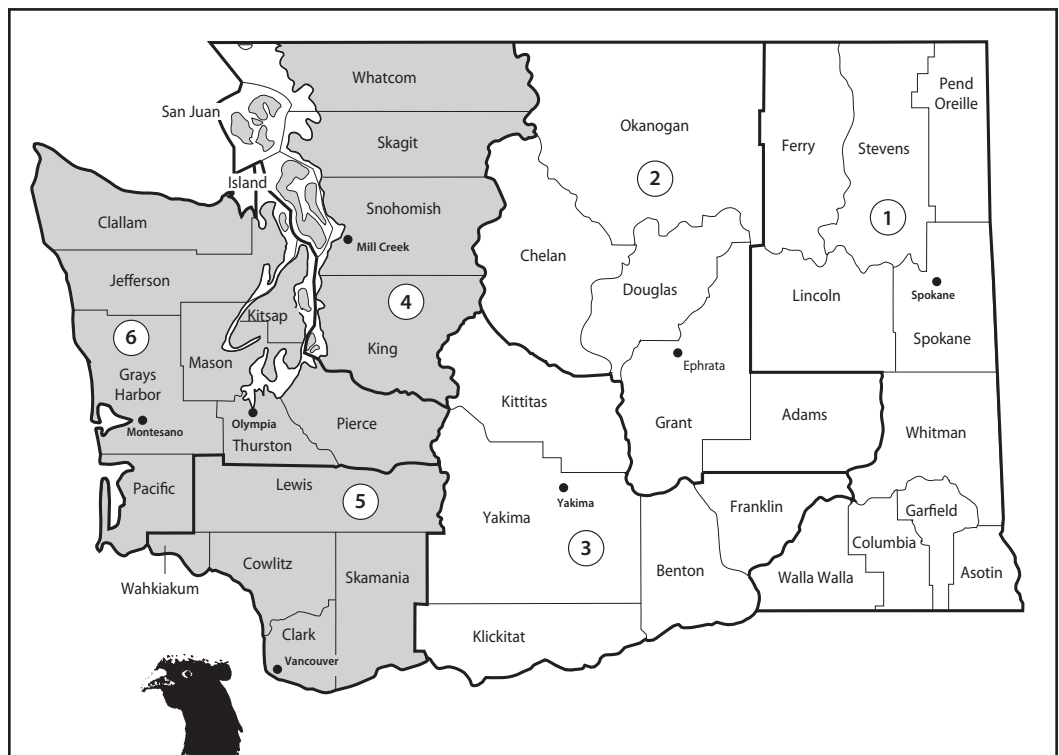 Whatcom
San Juan
Skagit
Island
Snohomish
Mill Creek
Clallam
Jefferson
Kitsap
4
King
6
Mason
Grays
Harbor
Montesano
Olympia
Thurston
Pierce
Pacific
Lewis
5
Wahkiakum
Cowlitz
Skamania
Clark
Vancouver
Okanogan
2
Chelan
Douglas
Ephrata
Grant
Kittitas
Yakima
Yakima
3
Benton
Klickitat
Ferry
Stevens
Pend
Oreille
1
Lincoln
Spokane
Spokane
Adams
Whitman
Franklin
Garfield
Columbia
Walla Walla
Asotin